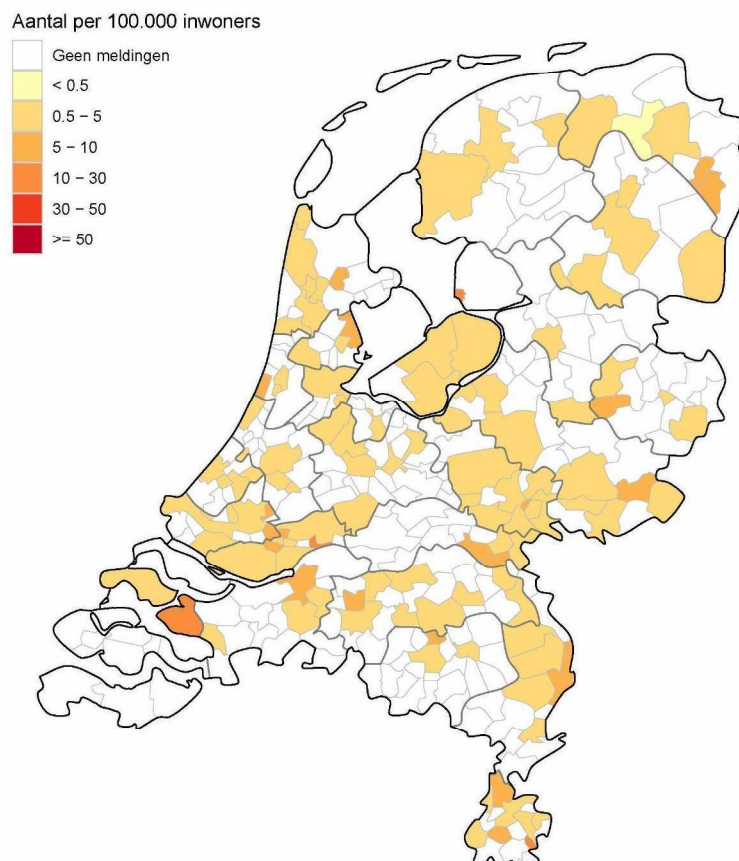 Aantal per 100.000 inwoners
Geen meldingen
< 0.5
0.5 – 5
5 – 10
10 – 30
30 – 50
>= 50